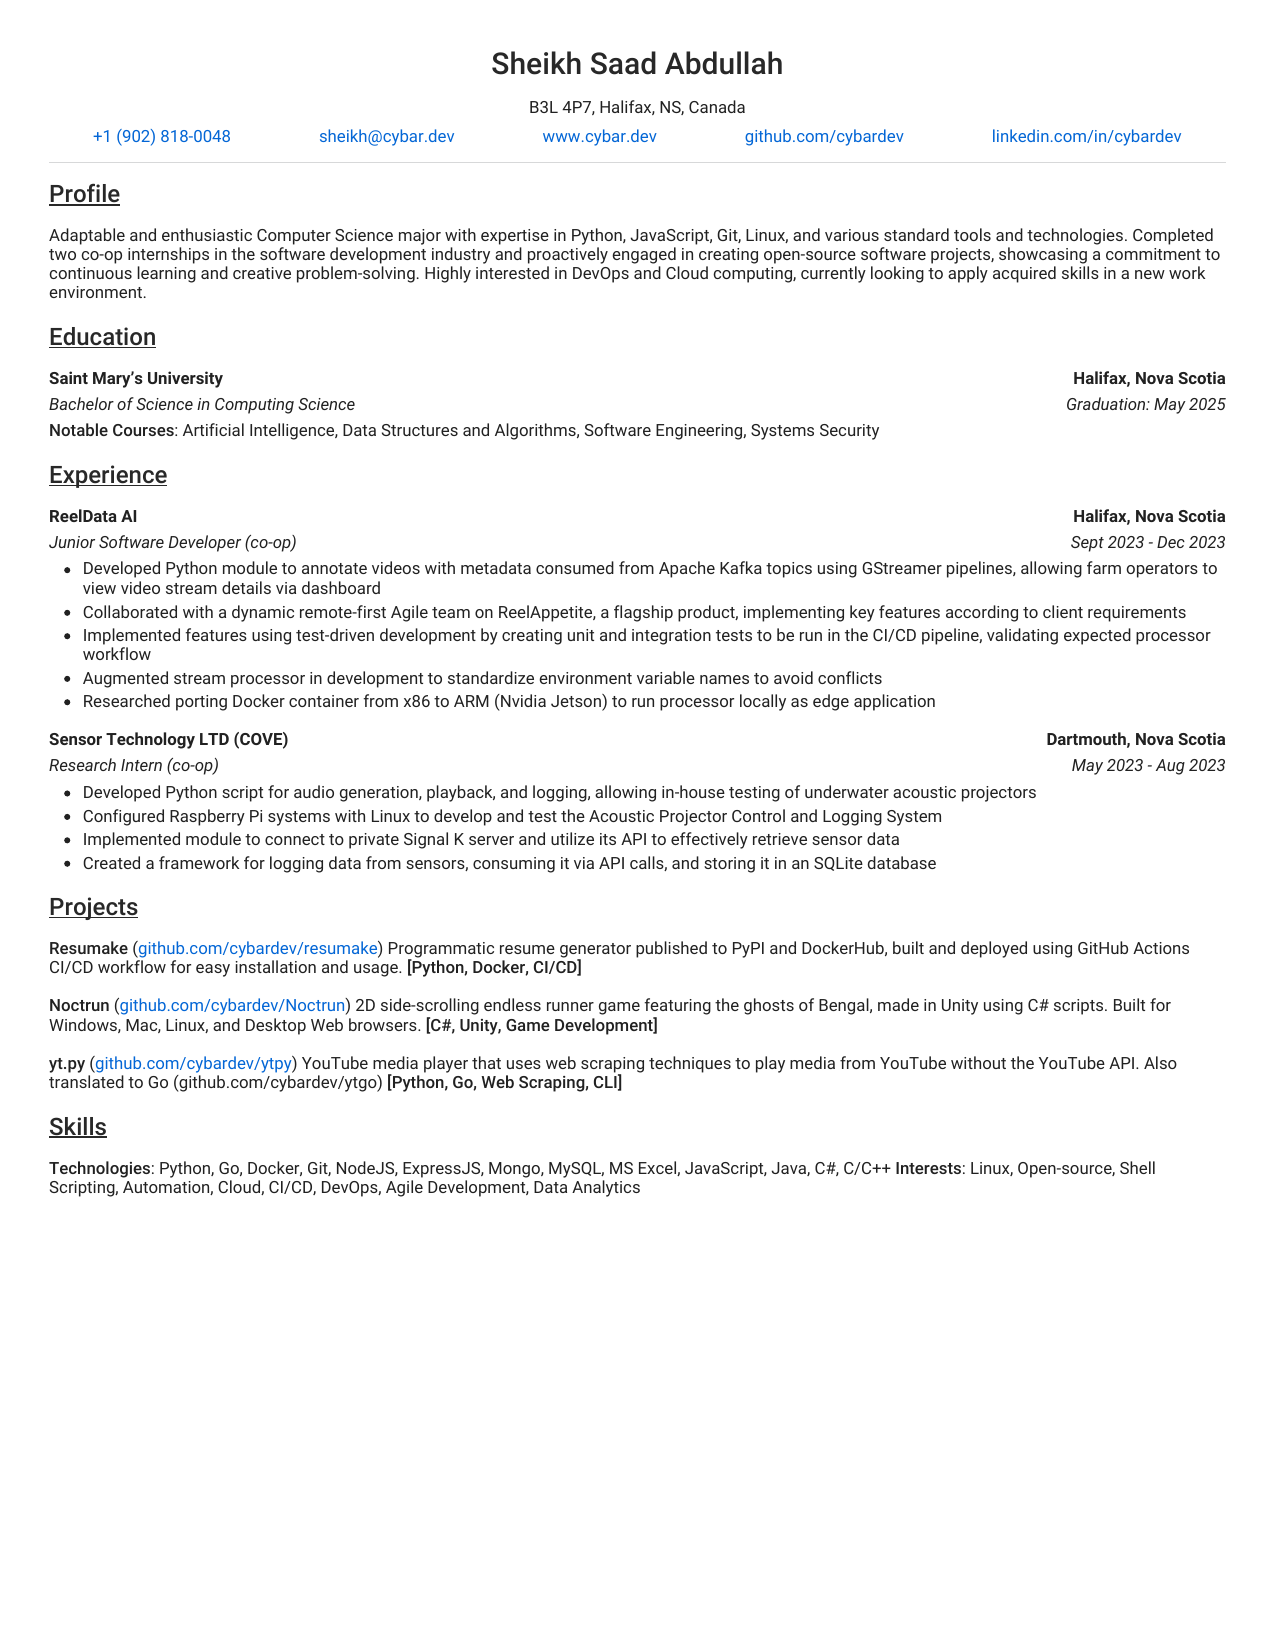 Sheikh Saad Abdullah
B3L 4P7, Halifax, NS, Canada
+1 (902) 818-0048 sheikh@cybar.dev www.cybar.dev github.com/cybardev linkedin.com/in/cybardev
Profile
Adaptable and enthusiastic Computer Science major with expertise in Python, JavaScript, Git, Linux, and various standard tools and technologies. Completed
two co-op internships in the software development industry and proactively engaged in creating open-source software projects, showcasing a commitment to
continuous learning and creative problem-solving. Highly interested in DevOps and Cloud computing, currently looking to apply acquired skills in a new work
environment.
Education
Saint Mary’s University Halifax, Nova Scotia
Bachelor of Science in Computing Science Graduation: May 2025
Notable Courses: Artificial Intelligence, Data Structures and Algorithms, Software Engineering, Systems Security
Experience
ReelData AI Halifax, Nova Scotia
Junior Software Developer (co-op) Sept 2023 - Dec 2023
• Developed Python module to annotate videos with metadata consumed from Apache Kafka topics using GStreamer pipelines, allowing farm operators to
view video stream details via dashboard
• Collaborated with a dynamic remote-first Agile team on ReelAppetite, a flagship product, implementing key features according to client requirements
• Implemented features using test-driven development by creating unit and integration tests to be run in the CI/CD pipeline, validating expected processor
workflow
• Augmented stream processor in development to standardize environment variable names to avoid conflicts
• Researched porting Docker container from x86 to ARM (Nvidia Jetson) to run processor locally as edge application
Sensor Technology LTD (COVE) Dartmouth, Nova Scotia
Research Intern (co-op) May 2023 - Aug 2023
• Developed Python script for audio generation, playback, and logging, allowing in-house testing of underwater acoustic projectors
• Configured Raspberry Pi systems with Linux to develop and test the Acoustic Projector Control and Logging System
• Implemented module to connect to private Signal K server and utilize its API to effectively retrieve sensor data
• Created a framework for logging data from sensors, consuming it via API calls, and storing it in an SQLite database
Projects
Resumake (github.com/cybardev/resumake) Programmatic resume generator published to PyPI and DockerHub, built and deployed using GitHub Actions
CI/CD workflow for easy installation and usage. [Python, Docker, CI/CD]
Noctrun (github.com/cybardev/Noctrun) 2D side-scrolling endless runner game featuring the ghosts of Bengal, made in Unity using C# scripts. Built for
Windows, Mac, Linux, and Desktop Web browsers. [C#, Unity, Game Development]
yt.py (github.com/cybardev/ytpy) YouTube media player that uses web scraping techniques to play media from YouTube without the YouTube API. Also
translated to Go (github.com/cybardev/ytgo) [Python, Go, Web Scraping, CLI]
Skills
Technologies: Python, Go, Docker, Git, NodeJS, ExpressJS, Mongo, MySQL, MS Excel, JavaScript, Java, C#, C/C++ Interests: Linux, Open-source, Shell
Scripting, Automation, Cloud, CI/CD, DevOps, Agile Development, Data Analytics